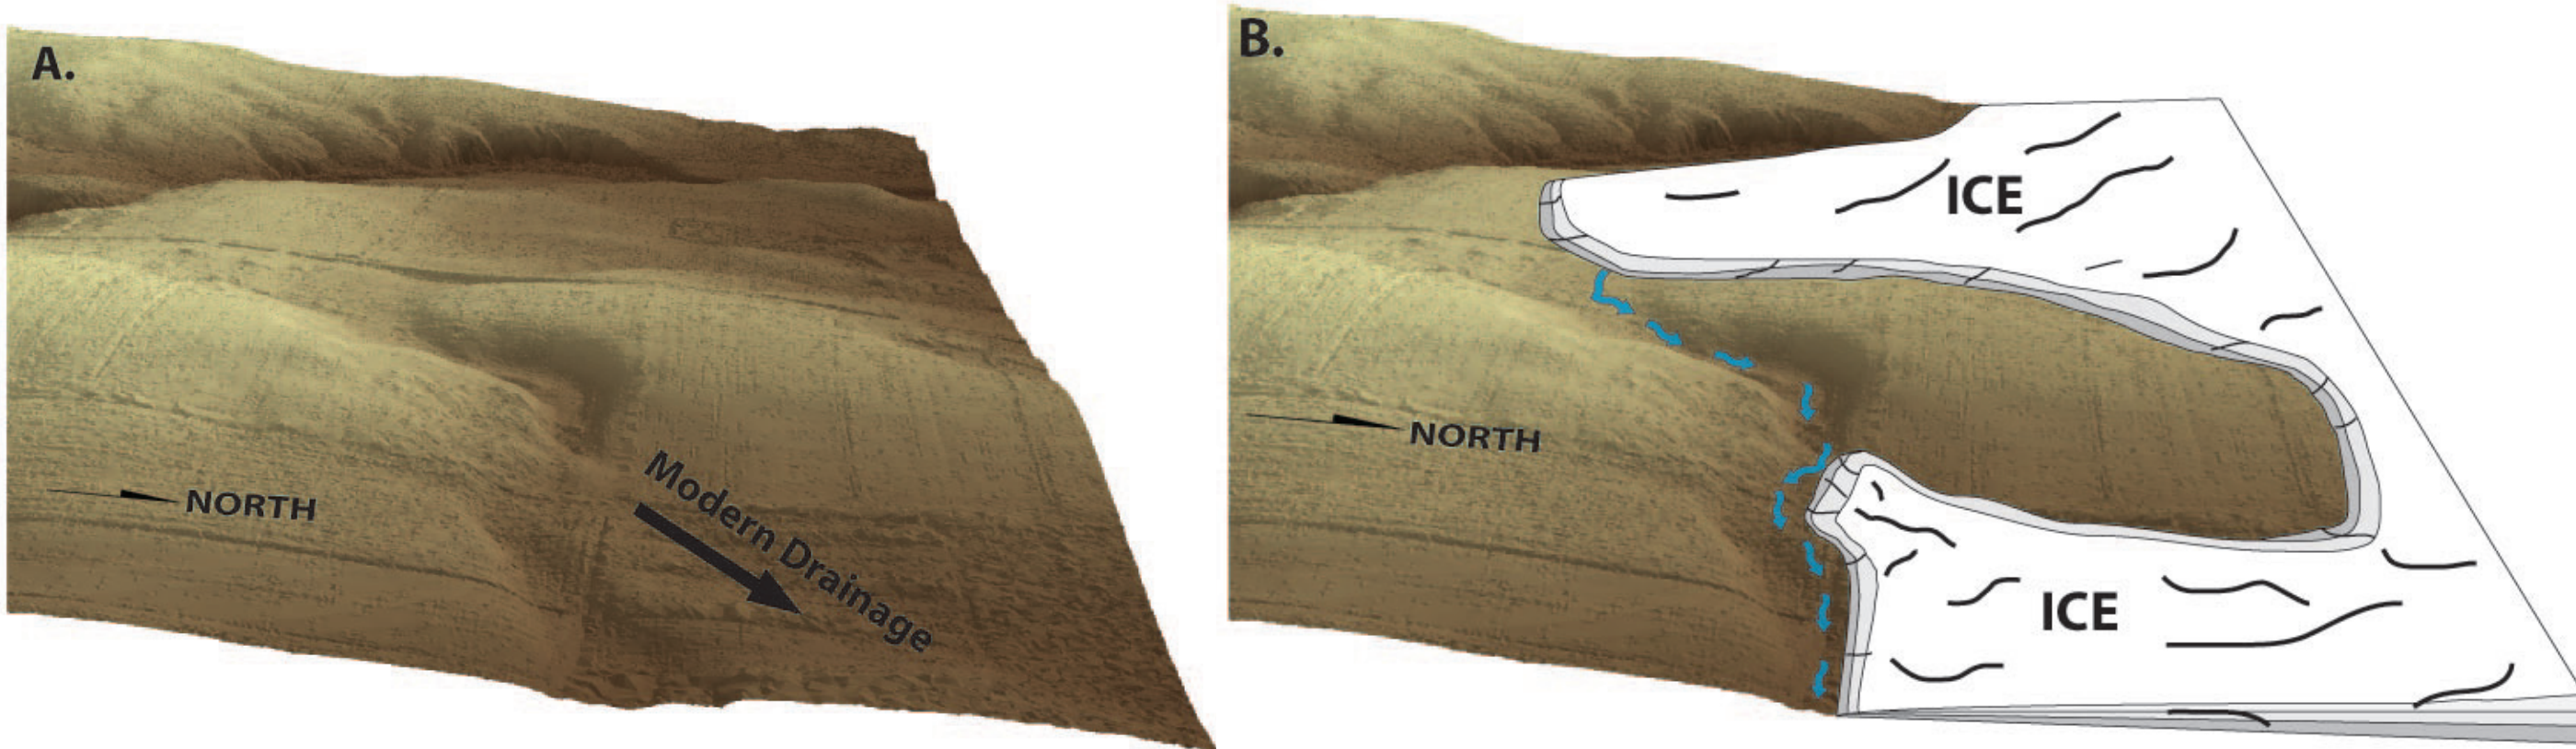 A.
NORTH
Modern Drainage
B.
ICE
NORTH
ICE